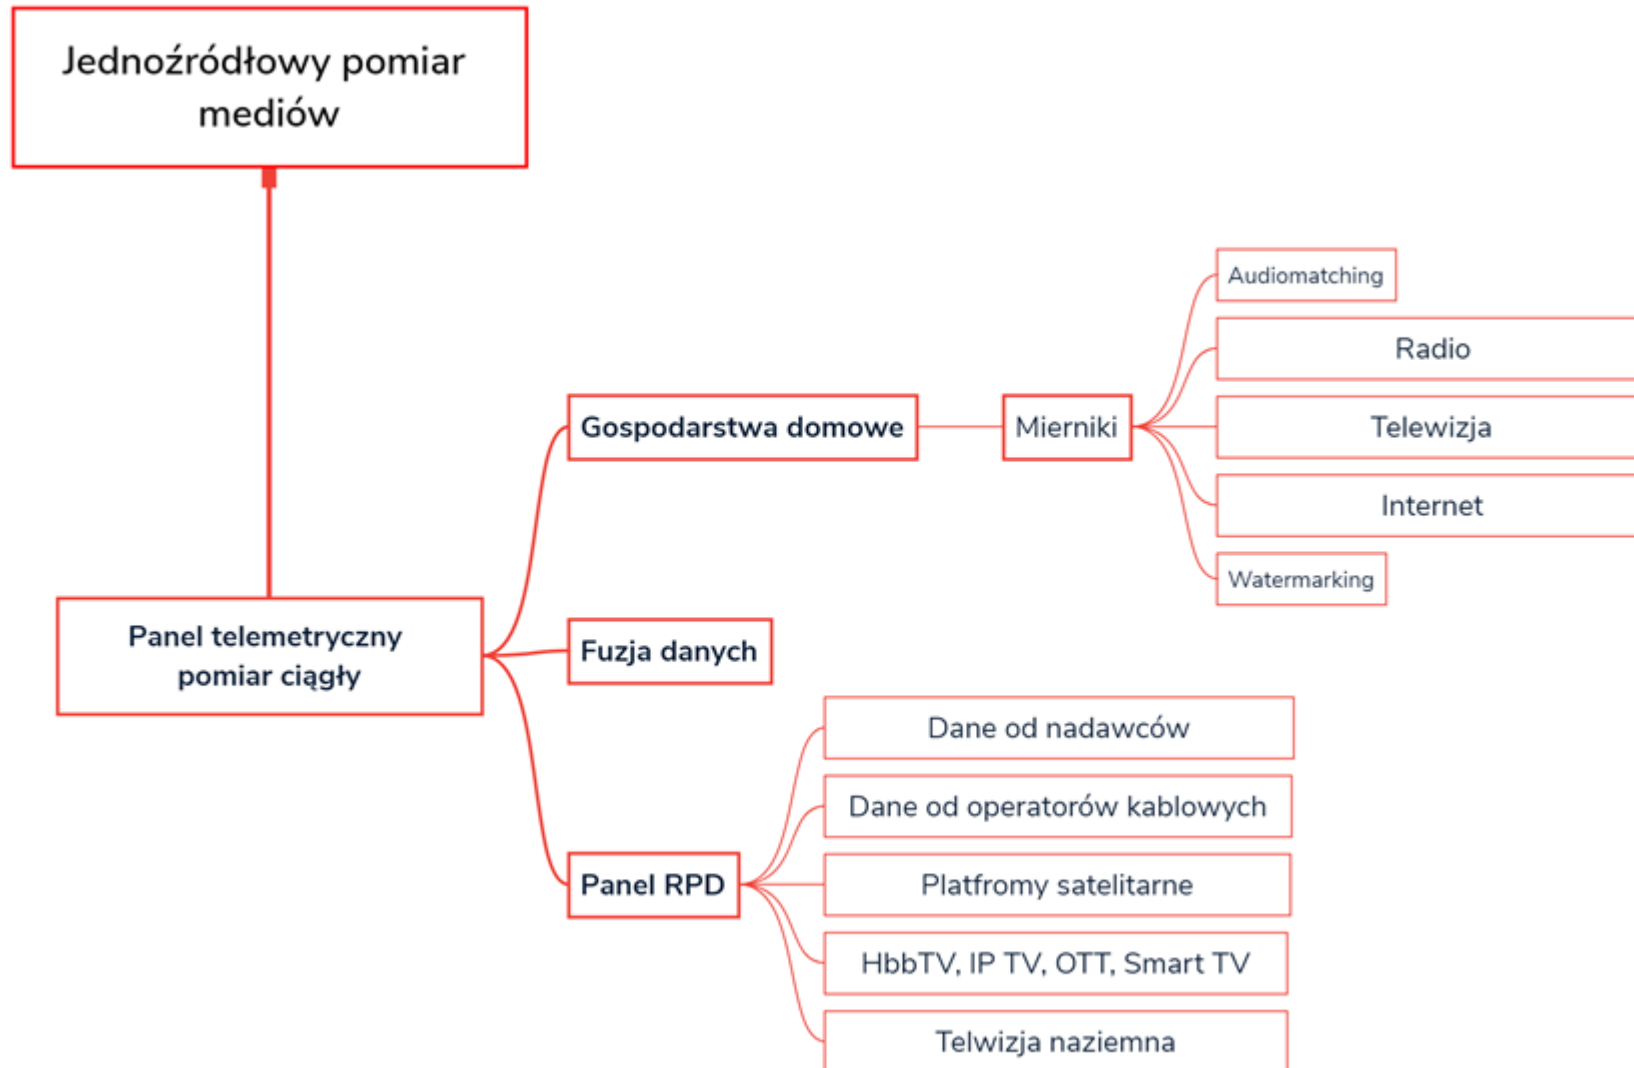 Jednoźródłowy pomiar
mediów
Audiomatching
Radio
Gospodarstwa domowe
Mierniki
Telewizja
Internet
Watermarking
Panel telemetryczny
pomiar ciągły
Fuzja danych
Dane od nadawców
Dane od operatorów kablowych
Panel RPD
Platfromy satelitarne
HbbTV, IP TV, OTT, Smart TV
Telwizja naziemna